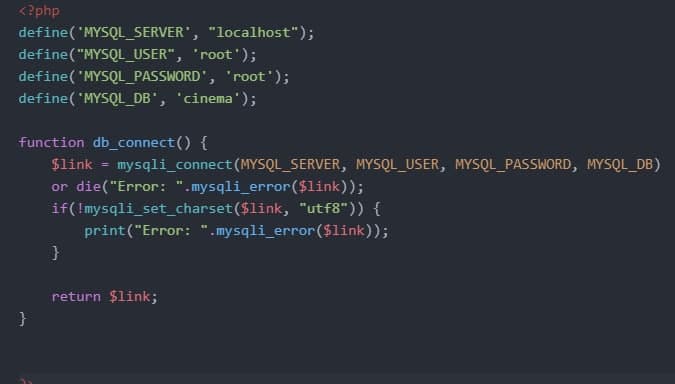 <?php
define('MYSQL_SERVER', "localhost");
define("MYSQL_USER", 'root');
define('MYSQL_PASSWORD', 'root');
define('MYSQL_DB', 'cinema');
function db_connect() {
$link = mysqli_connect(MYSQL_SERVER, MYSQL_USER, MYSQL_PASSWORD, MYSQL_DB)
or die("Error: ".mysqli_error($link));
if(!mysqli_set_charset($link, "utf8")) {
print("Error: ".mysqli_error($link));
}
return $link;
}